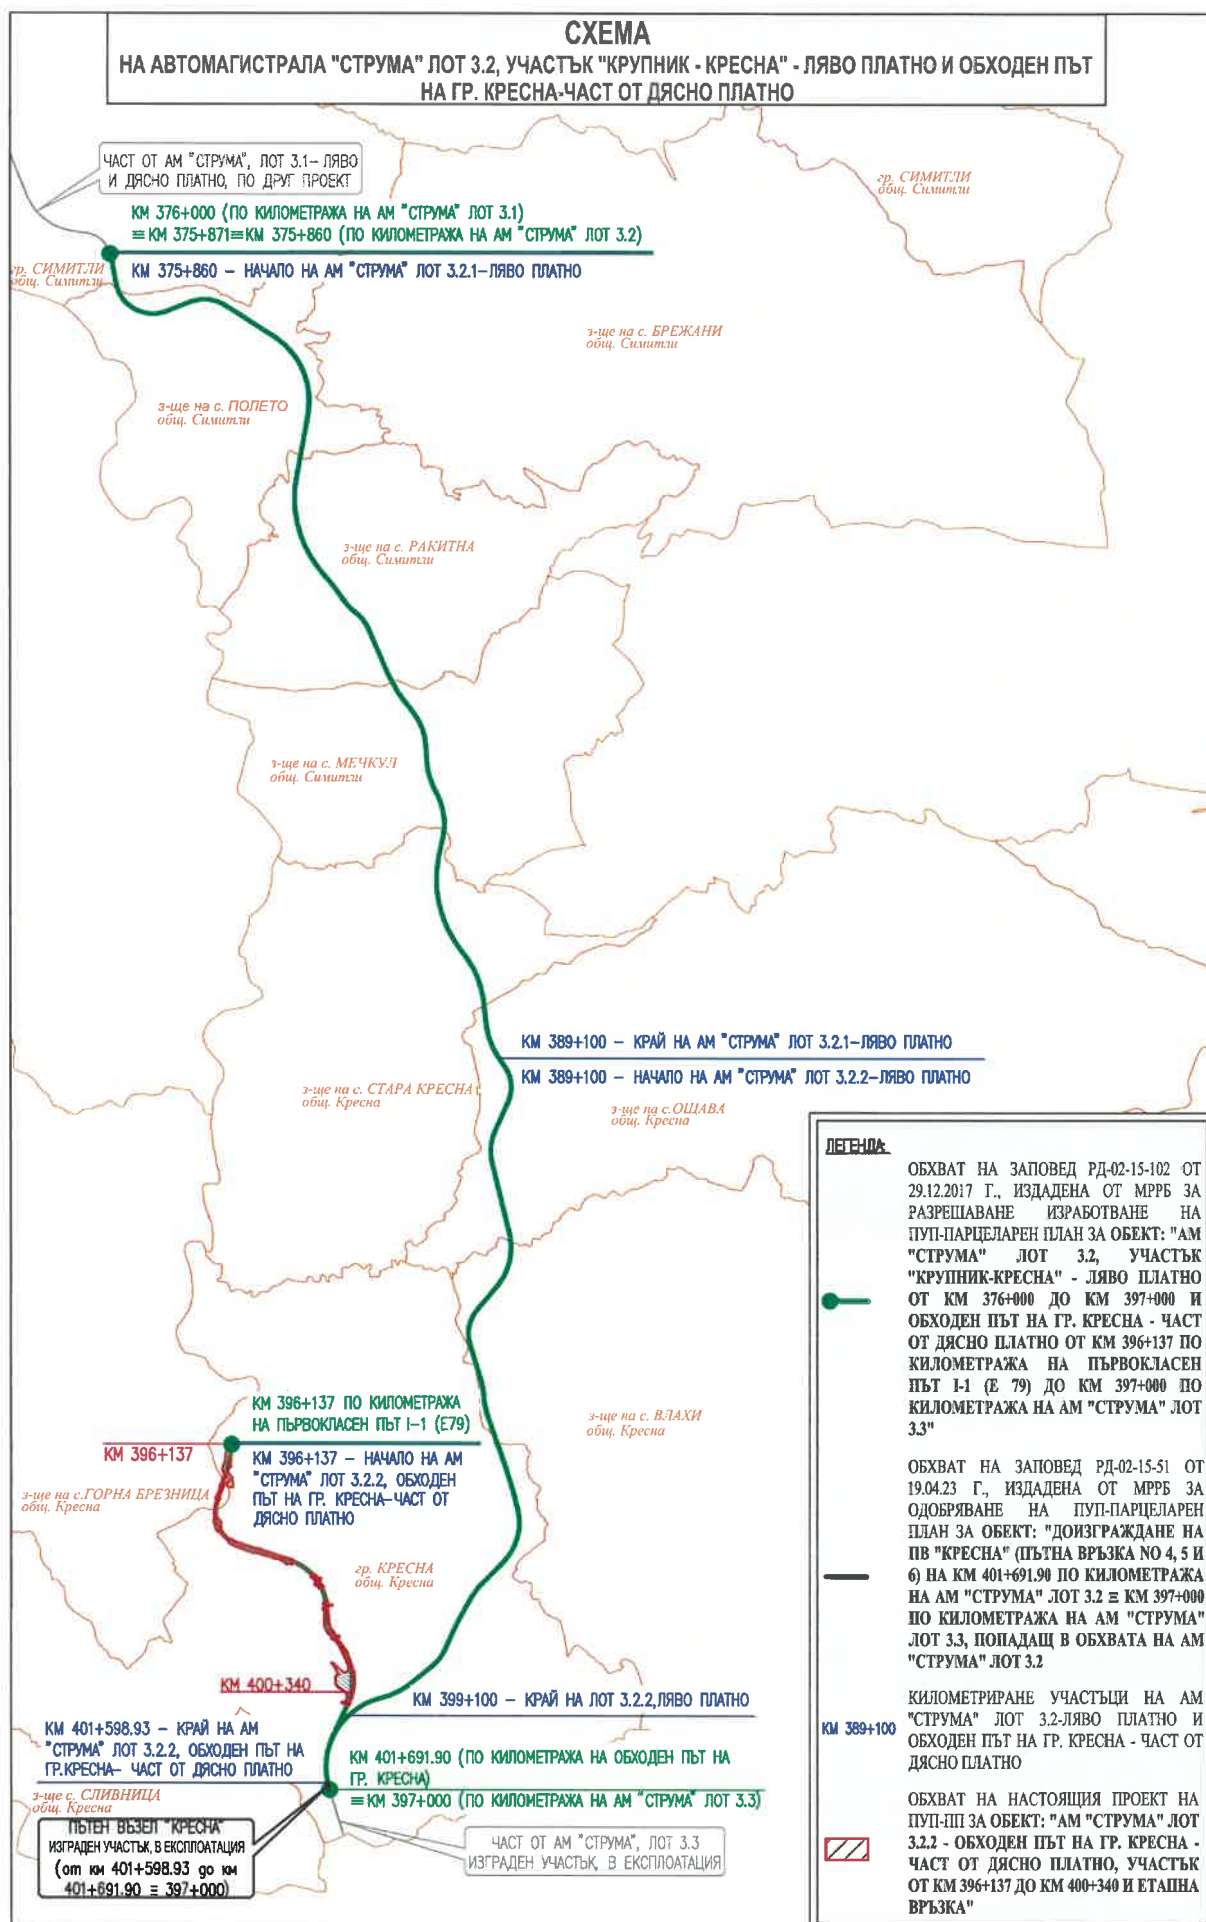 СХЕМА
НА АВТОМАГИСТРАЛА "СТРУМА" ЛОТ 3.2, УЧАСТЪК "КРУПНИК - КРЕСНА" - ЛЯВО ПЛАТНО И ОБХОДЕН ПЪТ
НА ГР. КРЕСНА-ЧАСТ ОТ ДЯСНО ПЛАТНО
ЧАСТ ОТ АМ "СТРУМА", ЛОТ 3.1- ЛЯВО
И ДЯСНО ПЛАТНО, ПО ДРУГ ПРОЕКТ
гр. СИМИТЛИ
общ. Симитли
КМ 376+000 (ПО КИЛОМЕТРАЖА НА АМ "СТРУМА" ЛОТ 3.1)
≡ КМ 375+871≡КМ 375+860 (ПО КИЛОМЕТРАЖА НА АМ "СТРУМА" ЛОТ 3.2)
КМ 375+860 - НАЧАЛО НА АМ "СТРУМА" ЛОТ 3.2.1-ЛЯВО ПЛАТНО
гр. СИМИТЛИ
общ. Симитли
з-ще на с. БРЕЖАНИ
общ. Симитли
з-ще на с. ПОЛЕТО
общ. Симитли
з-ще на с. РАКИТНА
общ. Симитли
з-ще на с. МЕЧКУЛ
общ. Симитли
КМ 389+100 - КРАЙ НА АМ "СТРУМА" ЛОТ 3.2.1-ЛЯВО ПЛАТНО
КМ 389+100 - НАЧАЛО НА АМ "СТРУМА" ЛОТ 3.2.2-ЛЯВО ПЛАТНО
з-ще на с. СТАРА КРЕСНА
общ. Кресна
з-ще на с.ОЩАВА
общ. Кресна
КМ 396+137 ПО КИЛОМЕТРАЖА
НА ПЪРВОКЛАСЕН ПЪТ I-1 (Е79)
з-ще на с. ВЛАХИ
общ. Кресна
КМ 396+137
КМ 396+137 - НАЧАЛО НА АМ
"СТРУМА" ЛОТ 3.2.2, ОБХОДЕН
ПЪТ НА ГР. КРЕСНА-ЧАСТ ОТ
ДЯСНО ПЛАТНО
з-ще на с.ГОРНА БРЕЗНИЦА
общ. Кресна
гр. КРЕСНА
общ. Кресна
КМ 400+340
КМ 399+100 - КРАЙ НА ЛОТ 3.2.2,ЛЯВО ПЛАТНО
КМ 401+598.93 - КРАЙ НА АМ
"СТРУМА" ЛОТ 3.2.2, ОБХОДЕН ПЪТ НА
ГР.КРЕСНА- ЧАСТ ОТ ДЯСНО ПЛАТНО
КМ 401+691.90 (ПО КИЛОМЕТРАЖА НА ОБХОДЕН ПЪТ НА
ГР. КРЕСНА)
≡ КМ 397+000 (ПО КИЛОМЕТРАЖА НА АМ "СТРУМА" ЛОТ 3.3)
з-ще с. СЛИВНИЦА
общ. Кресна
ПЪТЕН ВЪЗЕЛ "КРЕСНА"
ИЗГРАДЕН УЧАСТЪК, В ЕКСПЛОАТАЦИЯ
(от км 401+598.93 до км
401+691.90 ≡ 397+000)
ЧАСТ ОТ АМ "СТРУМА", ЛОТ 3.3
ИЗГРАДЕН УЧАСТЪК, В ЕКСПЛОАТАЦИЯ
ЛЕГЕНДА:
ОБХВАТ НА ЗАПОВЕД РД-02-15-102 ОТ
29.12.2017 Г., ИЗДАДЕНА ОТ МРРБ ЗА
РАЗРЕШАВАНЕ ИЗРАБОТВАНЕ НА
ПУП-ПАРЦЕЛАРЕН ПЛАН ЗА ОБЕКТ: "АМ
"СТРУМА" ЛОТ 3.2, УЧАСТЪК
"КРУПНИК-КРЕСНА" - ЛЯВО ПЛАТНО
ОТ КМ 376+000 ДО КМ 397+000 И
ОБХОДЕН ПЪТ НА ГР. КРЕСНА - ЧАСТ
ОТ ДЯСНО ПЛАТНО ОТ КМ 396+137 ПО
КИЛОМЕТРАЖА НА ПЪРВОКЛАСЕН
ПЪТ I-1 (Е 79) ДО КМ 397+000 ПО
КИЛОМЕТРАЖА НА АМ "СТРУМА" ЛОТ
3.3"
ОБХВАТ НА ЗАПОВЕД РД-02-15-51 ОТ
19.04.23 Г., ИЗДАДЕНА ОТ МРРБ ЗА
ОДОБРЯВАНЕ НА ПУП-ПАРЦЕЛАРЕН
ПЛАН ЗА ОБЕКТ: "ДОИЗГРАЖДАНЕ НА
ПВ "КРЕСНА" (ПЪТНА ВРЪЗКА NO 4, 5 И
6) НА КМ 401+691.90 ПО КИЛОМЕТРАЖА
НА АМ "СТРУМА" ЛОТ 3.2 ≡ КМ 397+000
ПО КИЛОМЕТРАЖА НА АМ "СТРУМА"
ЛОТ 3.3, ПОПАДАЩ В ОБХВАТА НА АМ
"СТРУМА" ЛОТ 3.2
КМ 389+100
КИЛОМЕТРИРАНЕ УЧАСТЪЦИ НА АМ
"СТРУМА" ЛОТ 3.2-ЛЯВО ПЛАТНО И
ОБХОДЕН ПЪТ НА ГР. КРЕСНА - ЧАСТ ОТ
ДЯСНО ПЛАТНО
ОБХВАТ НА НАСТОЯЩИЯ ПРОЕКТ НА
ПУП-ПП ЗА ОБЕКТ: "АМ "СТРУМА" ЛОТ
3.2.2 - ОБХОДЕН ПЪТ НА ГР. КРЕСНА -
ЧАСТ ОТ ДЯСНО ПЛАТНО, УЧАСТЪК
ОТ КМ 396+137 ДО КМ 400+340 И ЕТАПНА
ВРЪЗКА"